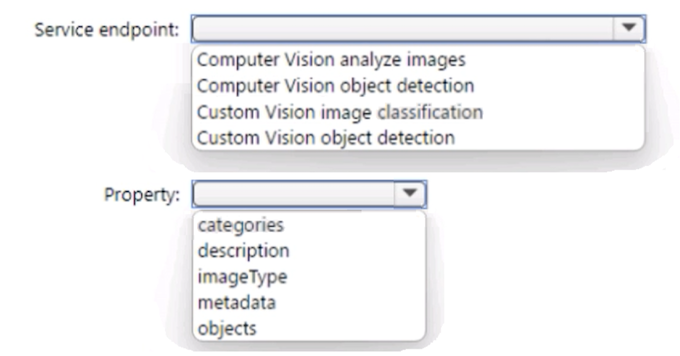 Service endpoint:
Computer Vision analyze images
Computer Vision object detection
Custom Vision image classification
Custom Vision object detection
Property:
categories
description
imageType
metadata
objects